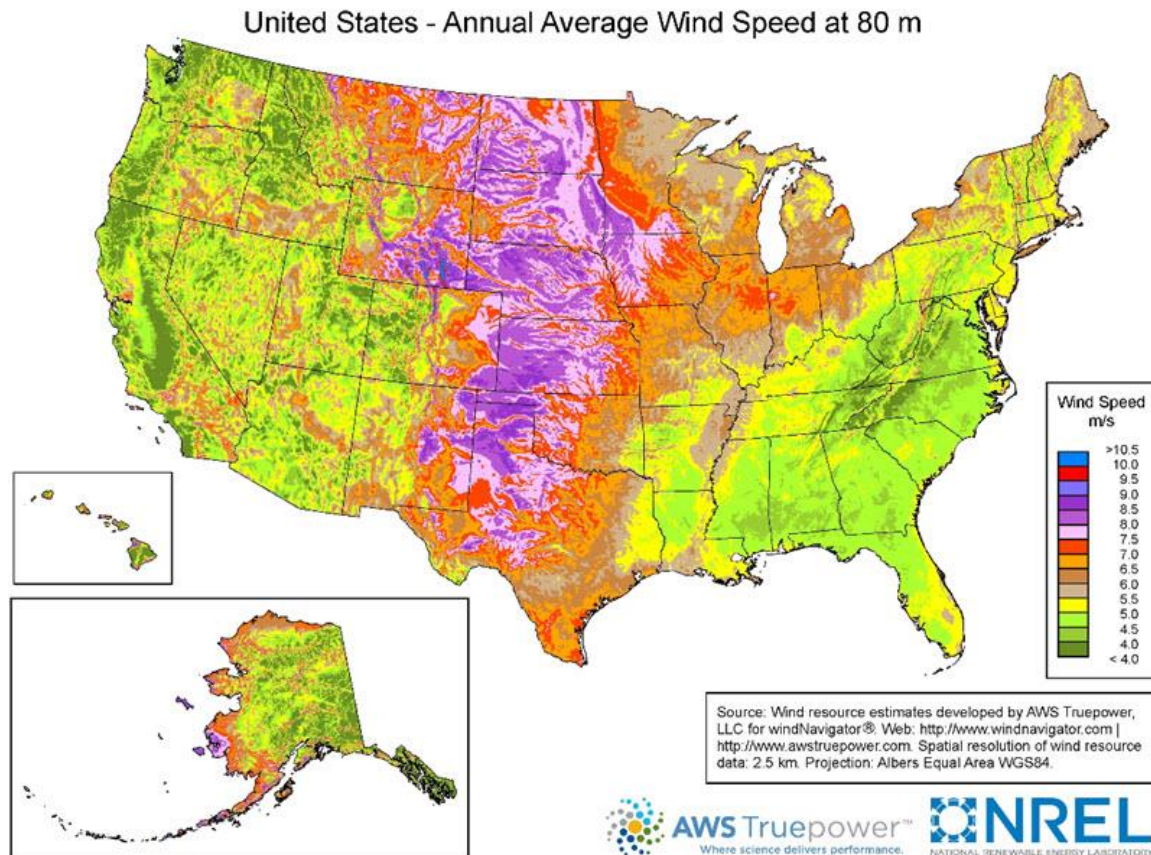 United States - Annual Average Wind Speed at 80 m
Wind Speed
m/s
>10.5
10.0
9.5
9.0
8.5
8.0
7.5
7.0
6.5
6.0
5.5
5.0
4.5
< 4.0
Source: Wind resource estimates developed by AWS Truepower,
LLC for windNavigator®. Web: http://www.windnavigator.com |
http://www.awstruepower.com. Spatial resolution of wind resource
data: 2.5 km. Projection: Albers Equal Area WGS84.
AWS Truepower™
Where science delivers performance.
NREL
NATIONAL RENEWABLE ENERGY LABORATORY